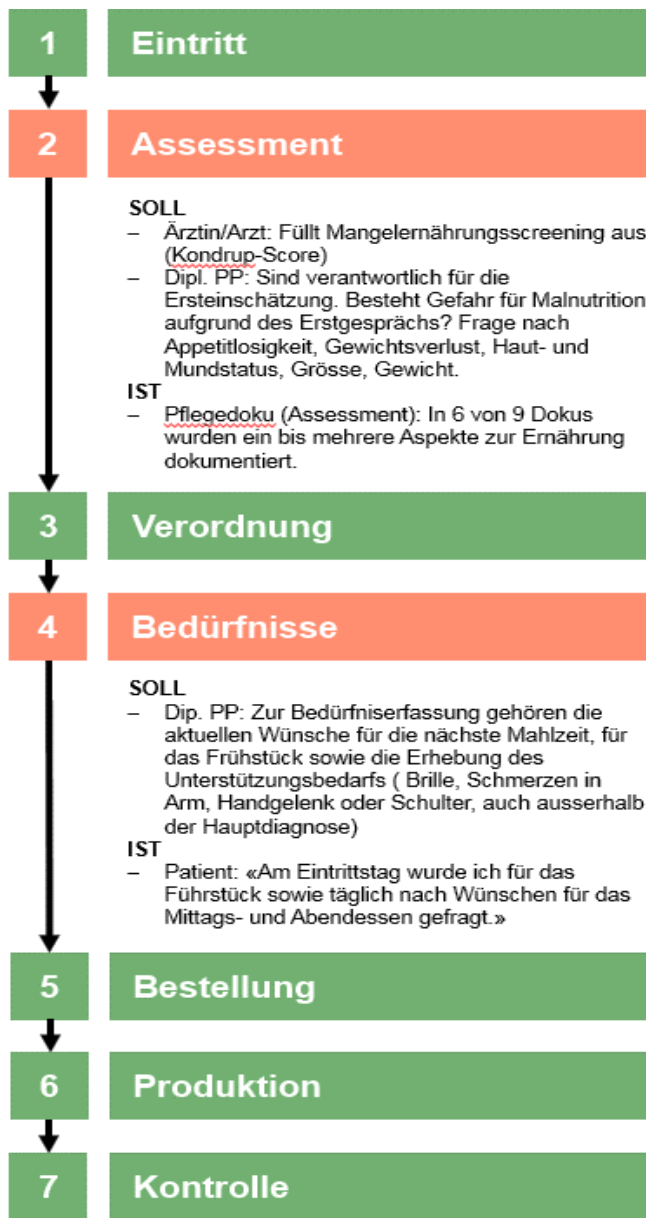 1 Eintritt
2 Assessment
SOLL
– Ärztin/Arzt: Füllt Mangelernährungsscreening aus
(Kondrup-Score)
– Dipl. PP: Sind verantwortlich für die
Ersteinschätzung. Besteht Gefahr für Malnutrition
aufgrund des Erstgesprächs? Frage nach
Appetitlosigkeit, Gewichtsverlust, Haut- und
Mundstatus, Grösse, Gewicht.
IST
– Pflegedoku (Assessment): In 6 von 9 Dokus
wurden ein bis mehrere Aspekte zur Ernährung
dokumentiert.
3 Verordnung
4 Bedürfnisse
SOLL
– Dip. PP: Zur Bedürfniserfassung gehören die
aktuellen Wünsche für die nächste Mahlzeit, für
das Frühstück sowie die Erhebung des
Unterstützungsbedarfs ( Brille, Schmerzen in
Arm, Handgelenk oder Schulter, auch ausserhalb
der Hauptdiagnose)
IST
– Patient: «Am Eintrittstag wurde ich für das
Führstück sowie täglich nach Wünschen für das
Mittags- und Abendessen gefragt.»
5 Bestellung
6 Produktion
7 Kontrolle